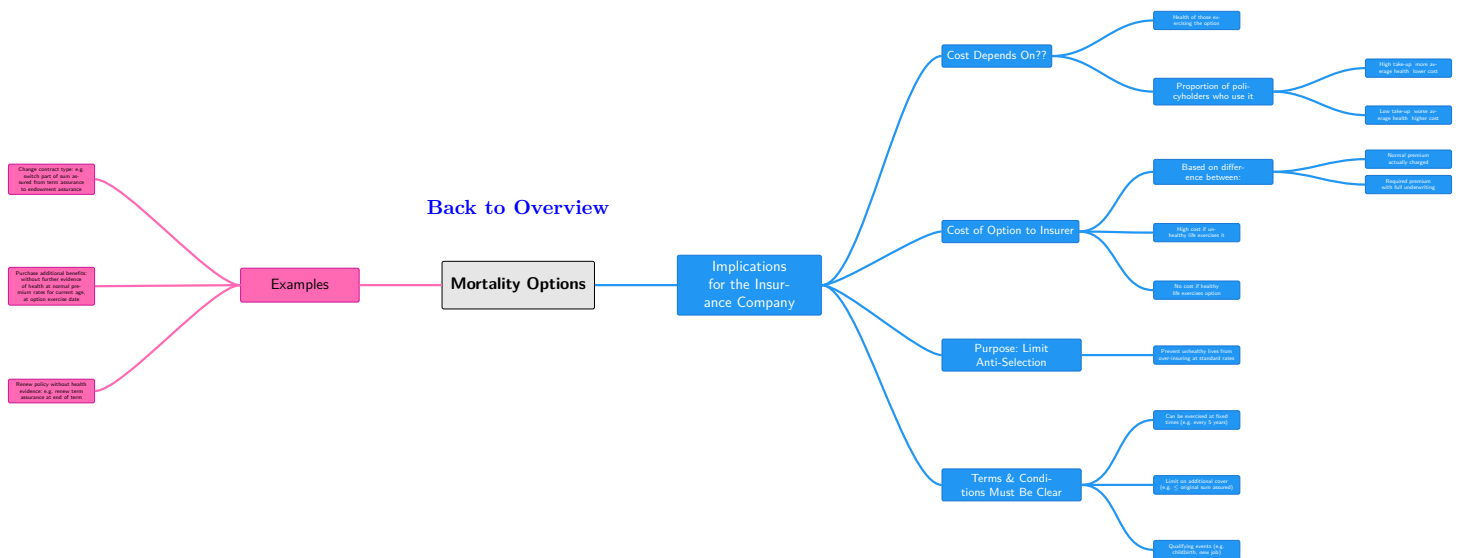 Back to Overview
Mortality Options
Examples
Change contract type: e.g.
switch part of sum as-
sured from term assurance
to endowment assurance
Purchase additional benefits:
without further evidence
of health at normal pre-
mium rates for current age,
at option exercise date
Renew policy without health
evidence: e.g. renew term
assurance at end of term
Implications
for the Insur-
ance Company
Cost Depends On??
Health of those ex-
ercising the option
Proportion of poli-
cyholders who use it
High take-up more av-
erage health lower cost
Low take-up worse av-
erage health higher cost
Cost of Option to Insurer
Based on differ-
ence between:
Normal premium
actually charged
Required premium
with full underwriting
High cost if un-
healthy life exercises it
No cost if healthy
life exercises option
Purpose: Limit
Anti-Selection
Prevent unhealthy lives from
over-insuring at standard rates
Terms & Condi-
tions Must Be Clear
Can be exercised at fixed
times (e.g. every 5 years)
Limit on additional cover
(e.g. ≤ original sum assured)
Qualifying events (e.g.
childbirth, new job)